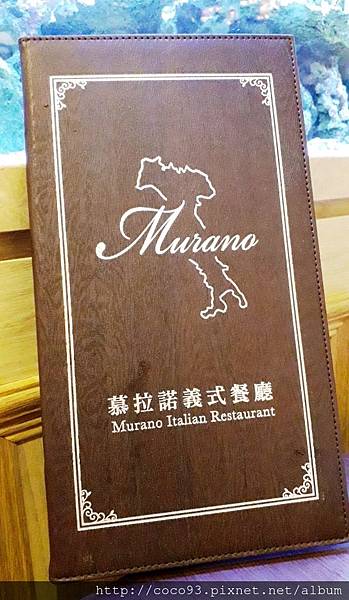 Murano
慕拉諾義式餐廳
Murano Italian Restaurant
http://coco93.pixnet.net/album